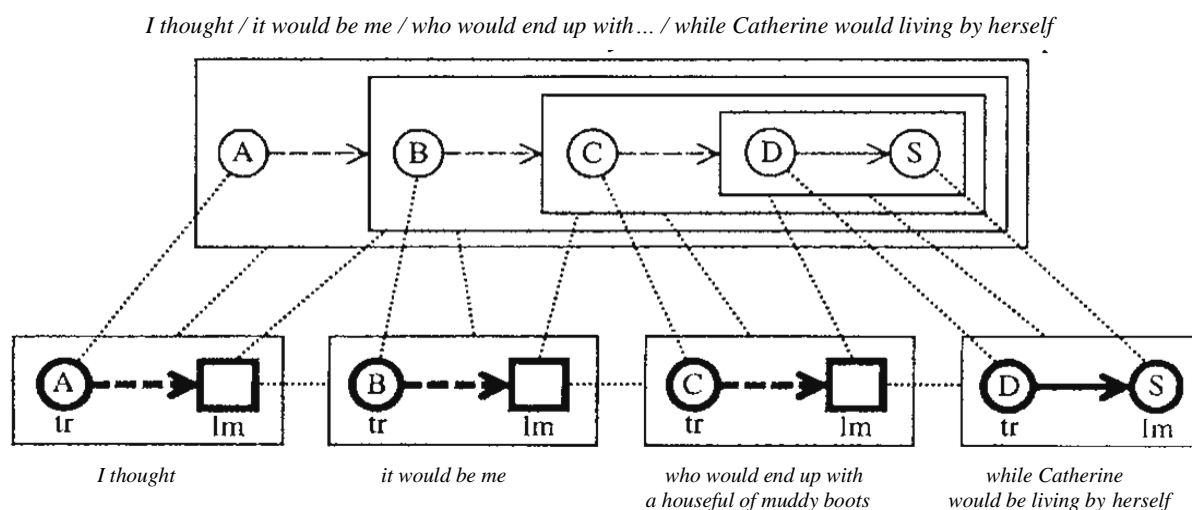 I thought / it would be me / who would end up with… / while Catherine would living by herself
A B C D S
A B C D S
tr lm tr lm tr lm tr lm
I thought it would be me who would end up with while Catherine
a houseful of muddy boots would be living by herself